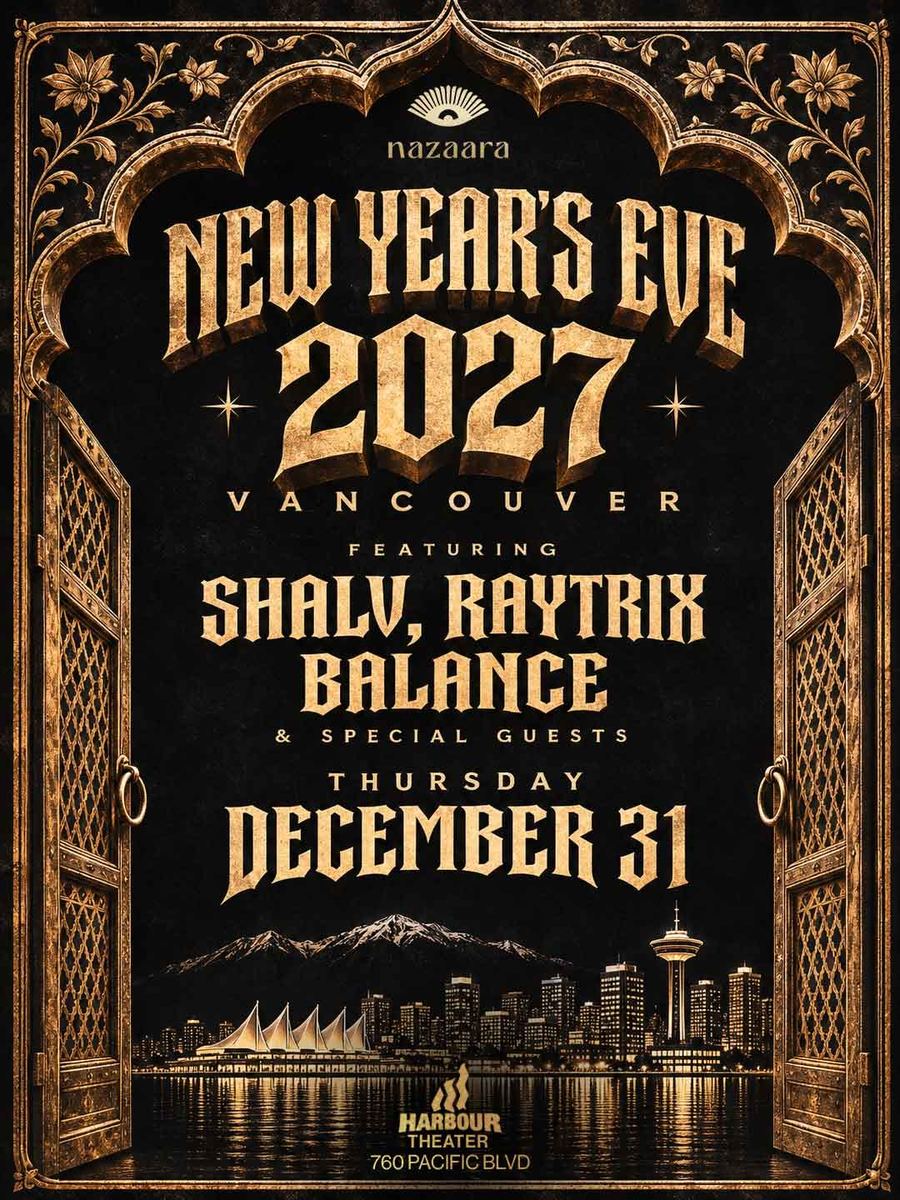 nazaara
NEW YEAR'S EVE
2027
VANCOUVER
FEATURING
SHALV, RAYTRIX
BALANCE
& SPECIAL GUESTS
THURSDAY
DECEMBER 31
HARBOUR
THEATER
760 PACIFIC BLVD